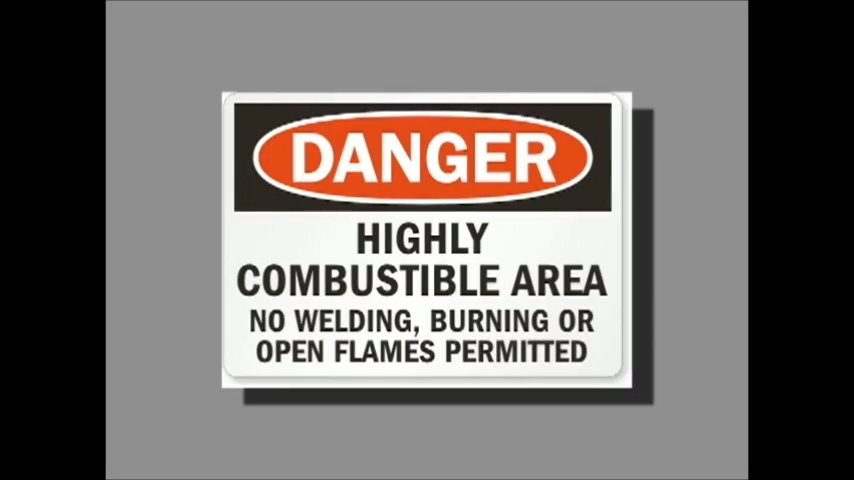 DANGER
HIGHLY
COMBUSTIBLE AREA
NO WELDING, BURNING OR
OPEN FLAMES PERMITTED